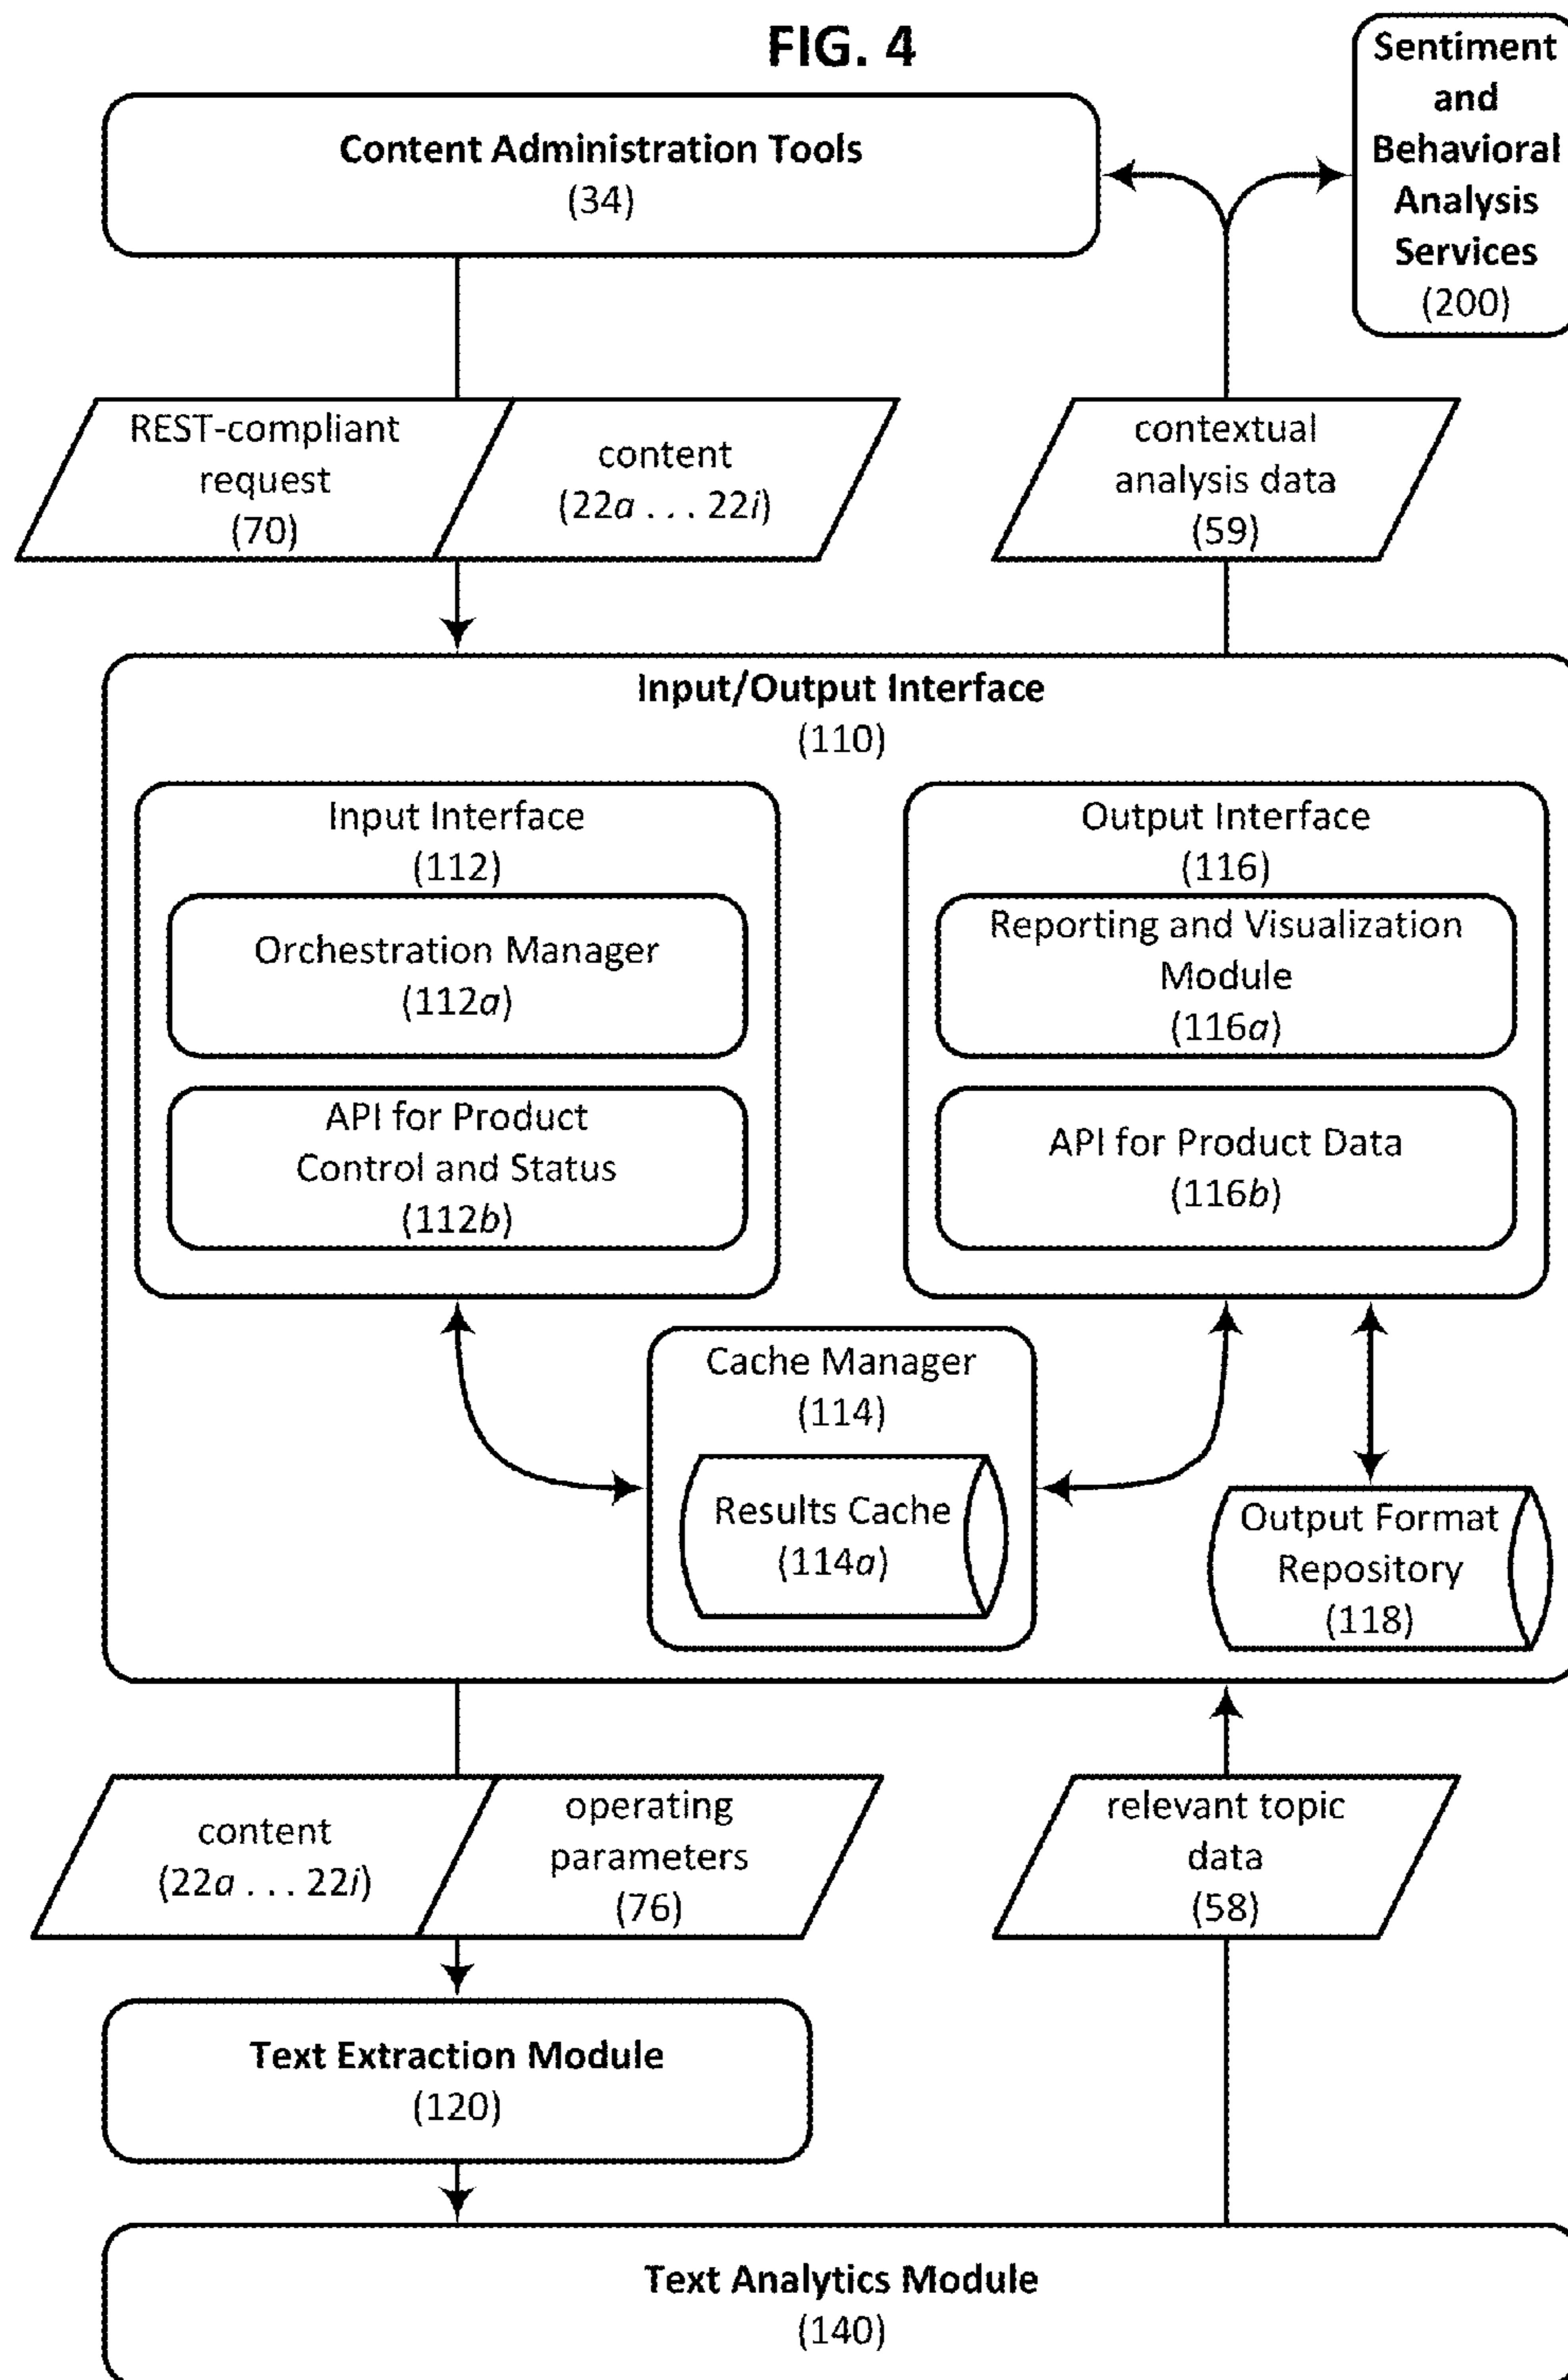 FIG. 4
Sentiment
and
Behavioral
Analysis
Services
(200)
Content Administration Tools
(34)
REST-compliant
request
(70)
content
(22a . . . 22i)
contextual
analysis data
(59)
Input/Output Interface
(110)
Input Interface
(112)
Orchestration Manager
(112a)
API for Product
Control and Status
(112b)
Output Interface
(116)
Reporting and Visualization
Module
(116a)
API for Product Data
(116b)
Cache Manager
(114)
Results Cache
(114a)
Output Format
Repository
(118)
content
(22a . . . 22i)
operating
parameters
(76)
relevant topic
data
(58)
Text Extraction Module
(120)
Text Analytics Module
(140)